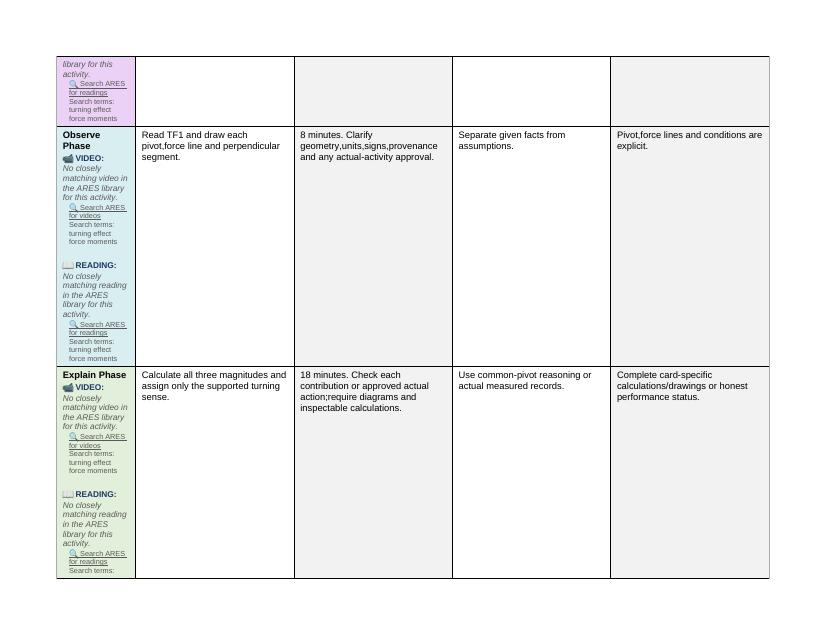 library for this
activity.
🔍 Search ARES
for readings
Search terms:
turning effect
force moments
Observe
Phase
📹 VIDEO:
No closely
matching video in
the ARES library
for this activity.
🔍 Search ARES
for videos
Search terms:
turning effect
force moments
📖 READING:
No closely
matching reading
in the ARES
library for this
activity.
🔍 Search ARES
for readings
Search terms:
turning effect
force moments
Read TF1 and draw each
pivot,force line and perpendicular
segment.
8 minutes. Clarify
geometry,units,signs,provenance
and any actual-activity approval.
Separate given facts from
assumptions.
Pivot,force lines and conditions are
explicit.
Explain Phase
📹 VIDEO:
No closely
matching video in
the ARES library
for this activity.
🔍 Search ARES
for videos
Search terms:
turning effect
force moments
📖 READING:
No closely
matching reading
in the ARES
library for this
activity.
🔍 Search ARES
for readings
Search terms:
Calculate all three magnitudes and
assign only the supported turning
sense.
18 minutes. Check each
contribution or approved actual
action;require diagrams and
inspectable calculations.
Use common-pivot reasoning or
actual measured records.
Complete card-specific
calculations/drawings or honest
performance status.